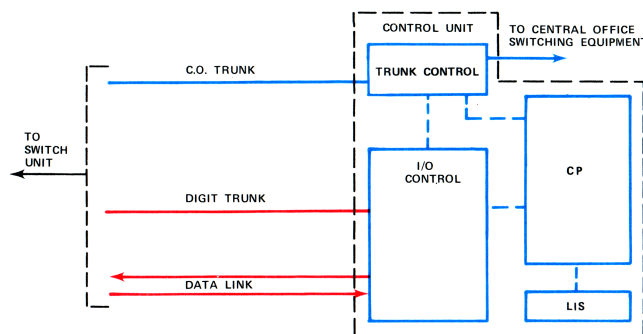 CONTROL UNIT
TO CENTRAL OFFICE
SWITCHING EQUIPMENT
C.O. TRUNK
TRUNK CONTROL
TO
SWITCH
UNIT
I/O
CONTROL
CP
DIGIT TRUNK
DATA LINK
LIS